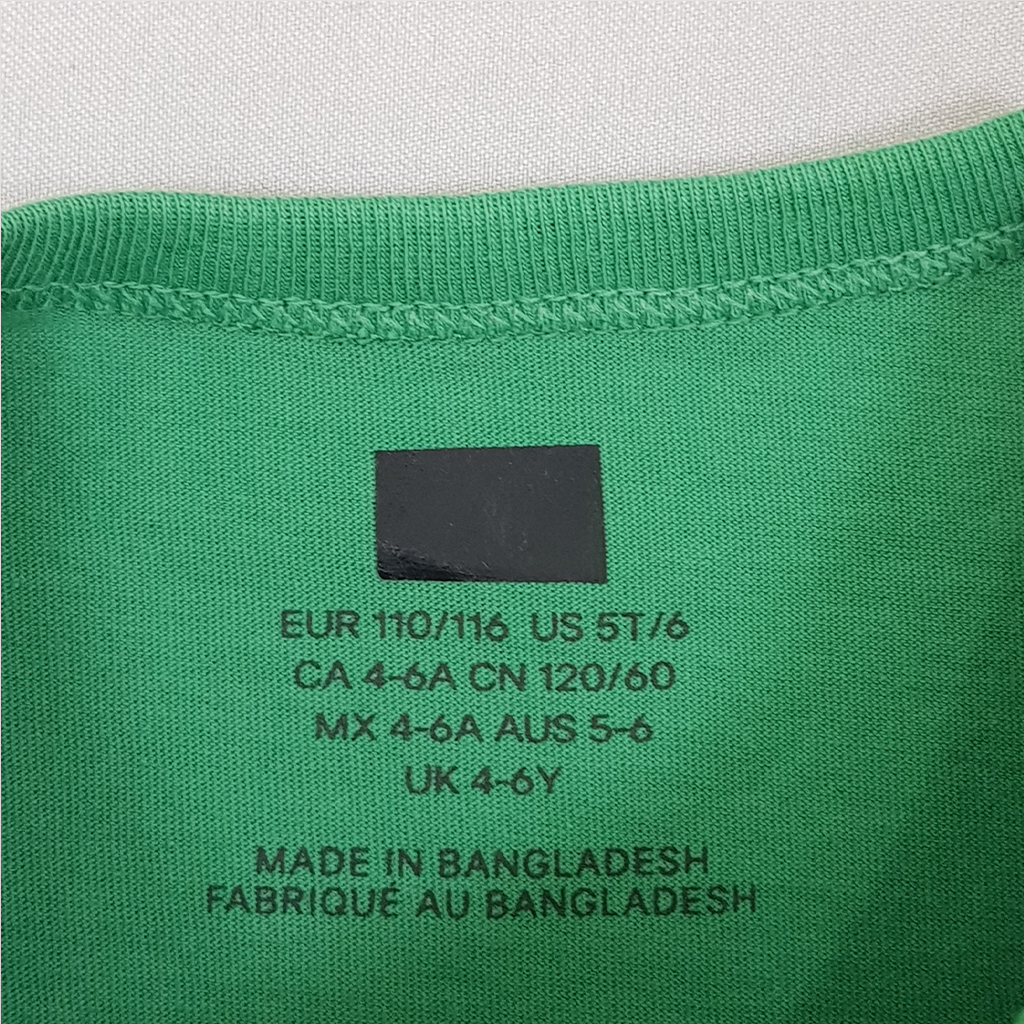 EUR 110/116 US 5T/6
CA 4-6A CN 120/60
MX 4-6A AUS 5-6
UK 4-6Y
MADE IN BANGLADESH
FABRIQUÉ AU BANGLADESH